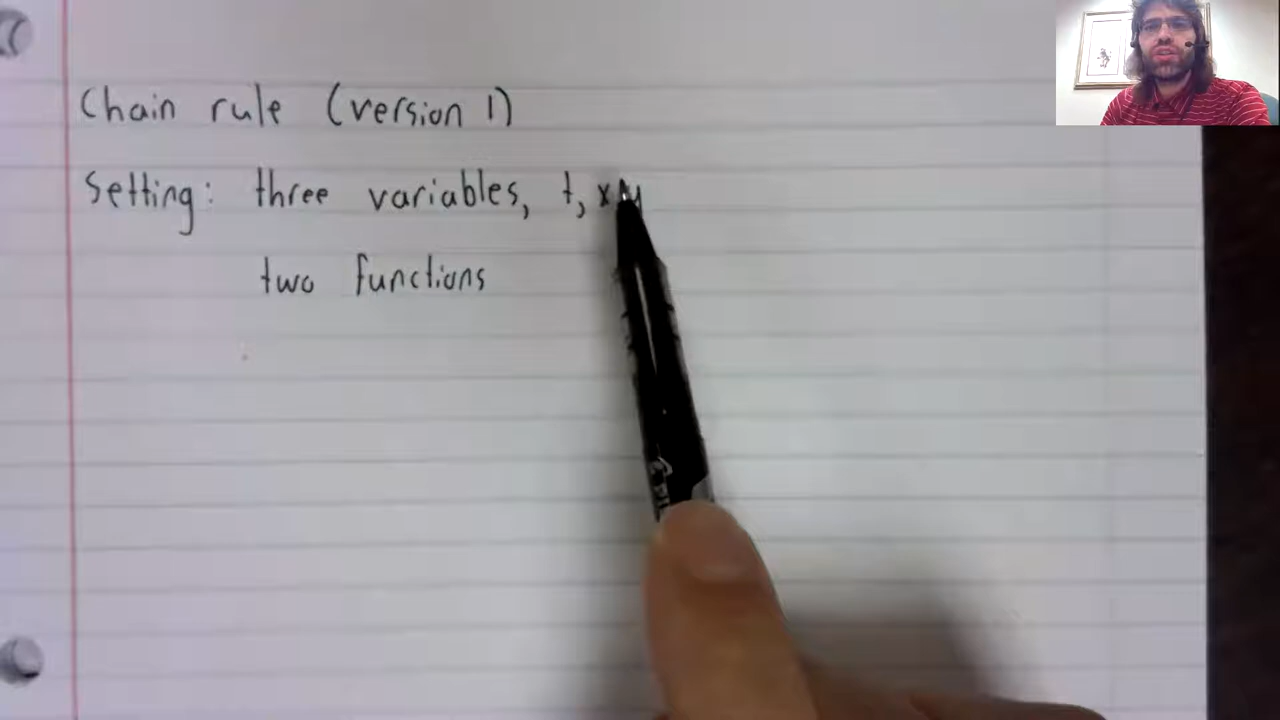 Chain rule (version 1)
Setting: three variables, t, x, y
two functions